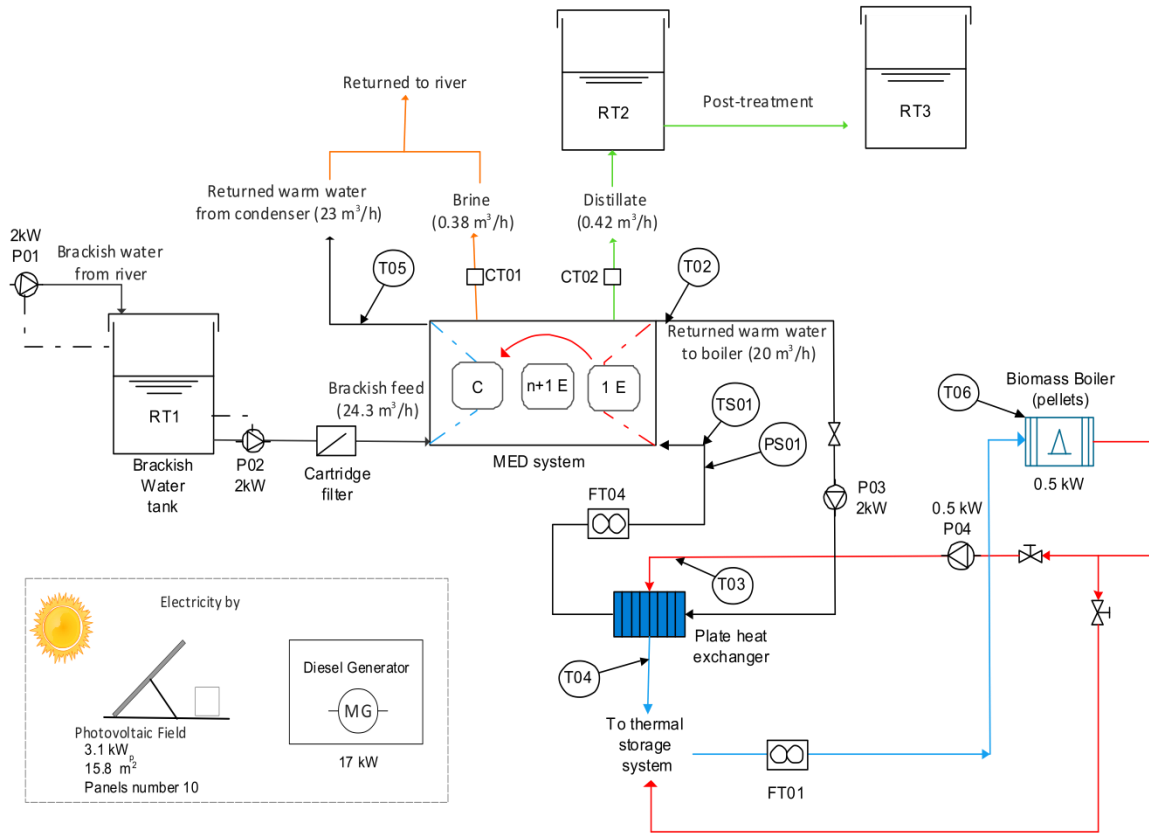 RT2
RT3
Post-treatment
Returned to river
Returned warm water
from condenser (23 m³/h)
Brine
(0.38 m³/h)
Distillate
(0.42 m³/h)
2kW
P01
Brackish water
from river
T05
CT01
CT02
T02
Returned warm water
to boiler (20 m³/h)
RT1
Brackish feed
(24.3 m³/h)
C
n+1 E
1 E
TS01
PS01
T06
Biomass Boiler
(pellets)
0.5 kW
Brackish
Water
tank
P02
2kW
Cartridge
filter
MED system
FT04
P03
2kW
0.5 kW
P04
T03
Plate heat
exchanger
T04
To thermal
storage
system
FT01
Electricity by
Photovoltaic Field
3.1 kWₚ
15.8 m²
Panels number 10
Diesel Generator
MG
17 kW